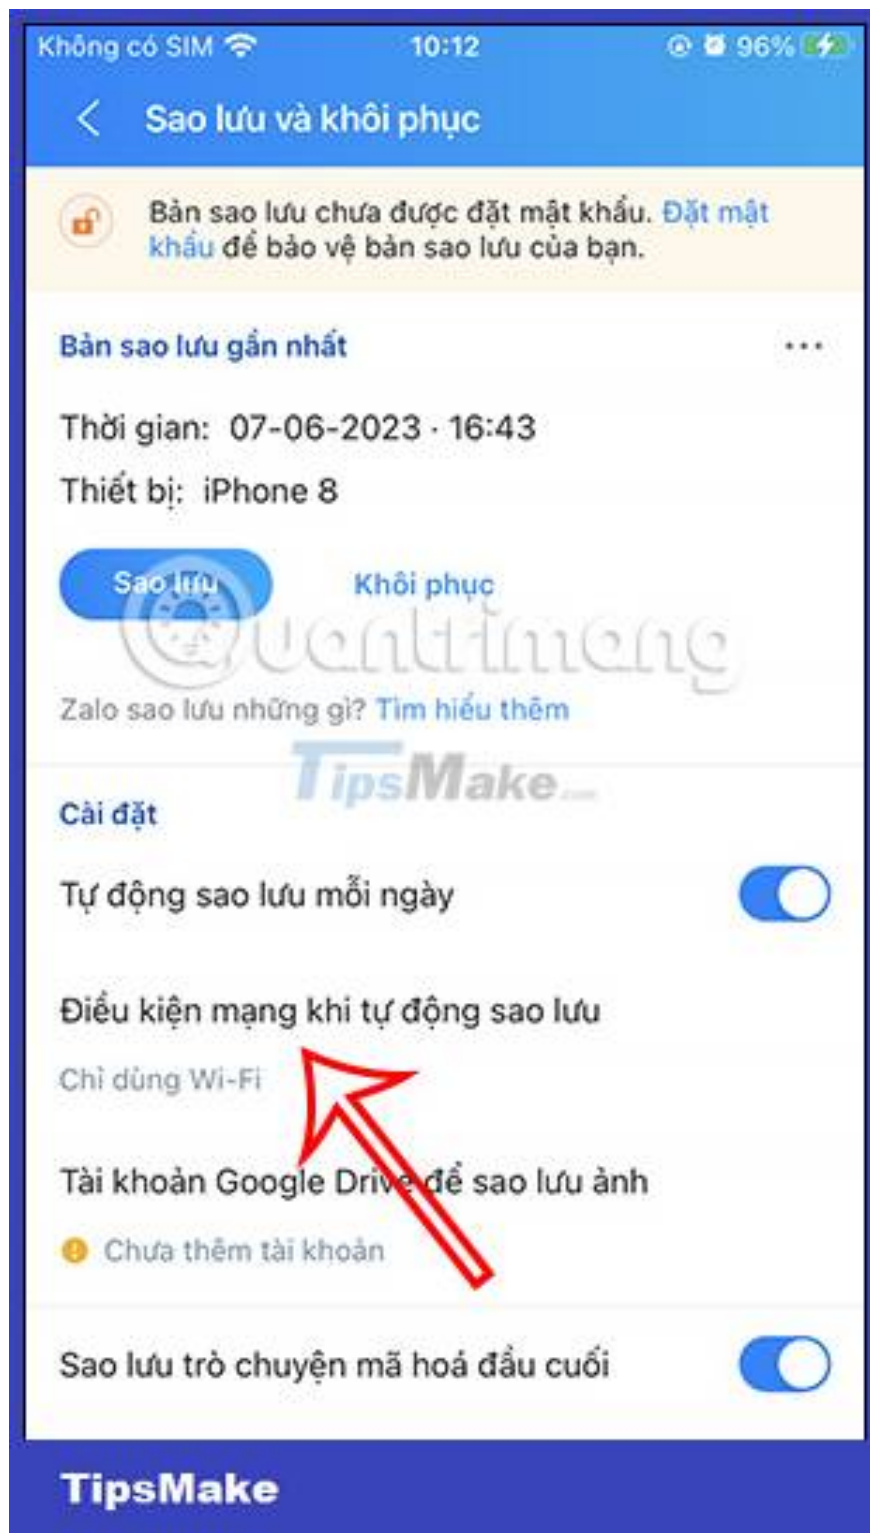 Không có SIM 10:12 96%
Sao lưu và khôi phục
Bản sao lưu chưa được đặt mật khẩu. Đặt mật
khẩu để bảo vệ bản sao lưu của bạn.
Bản sao lưu gần nhất
Thời gian: 07-06-2023 · 16:43
Thiết bị: iPhone 8
Sao lưu Khôi phục
Quantrimang
Zalo sao lưu những gì? Tìm hiểu thêm
TipsMake.com
Cài đặt
Tự động sao lưu mỗi ngày
Điều kiện mạng khi tự động sao lưu
Chỉ dùng Wi-Fi
Tài khoản Google Drive để sao lưu ảnh
Chưa thêm tài khoản
Sao lưu trò chuyện mã hoá đầu cuối
TipsMake